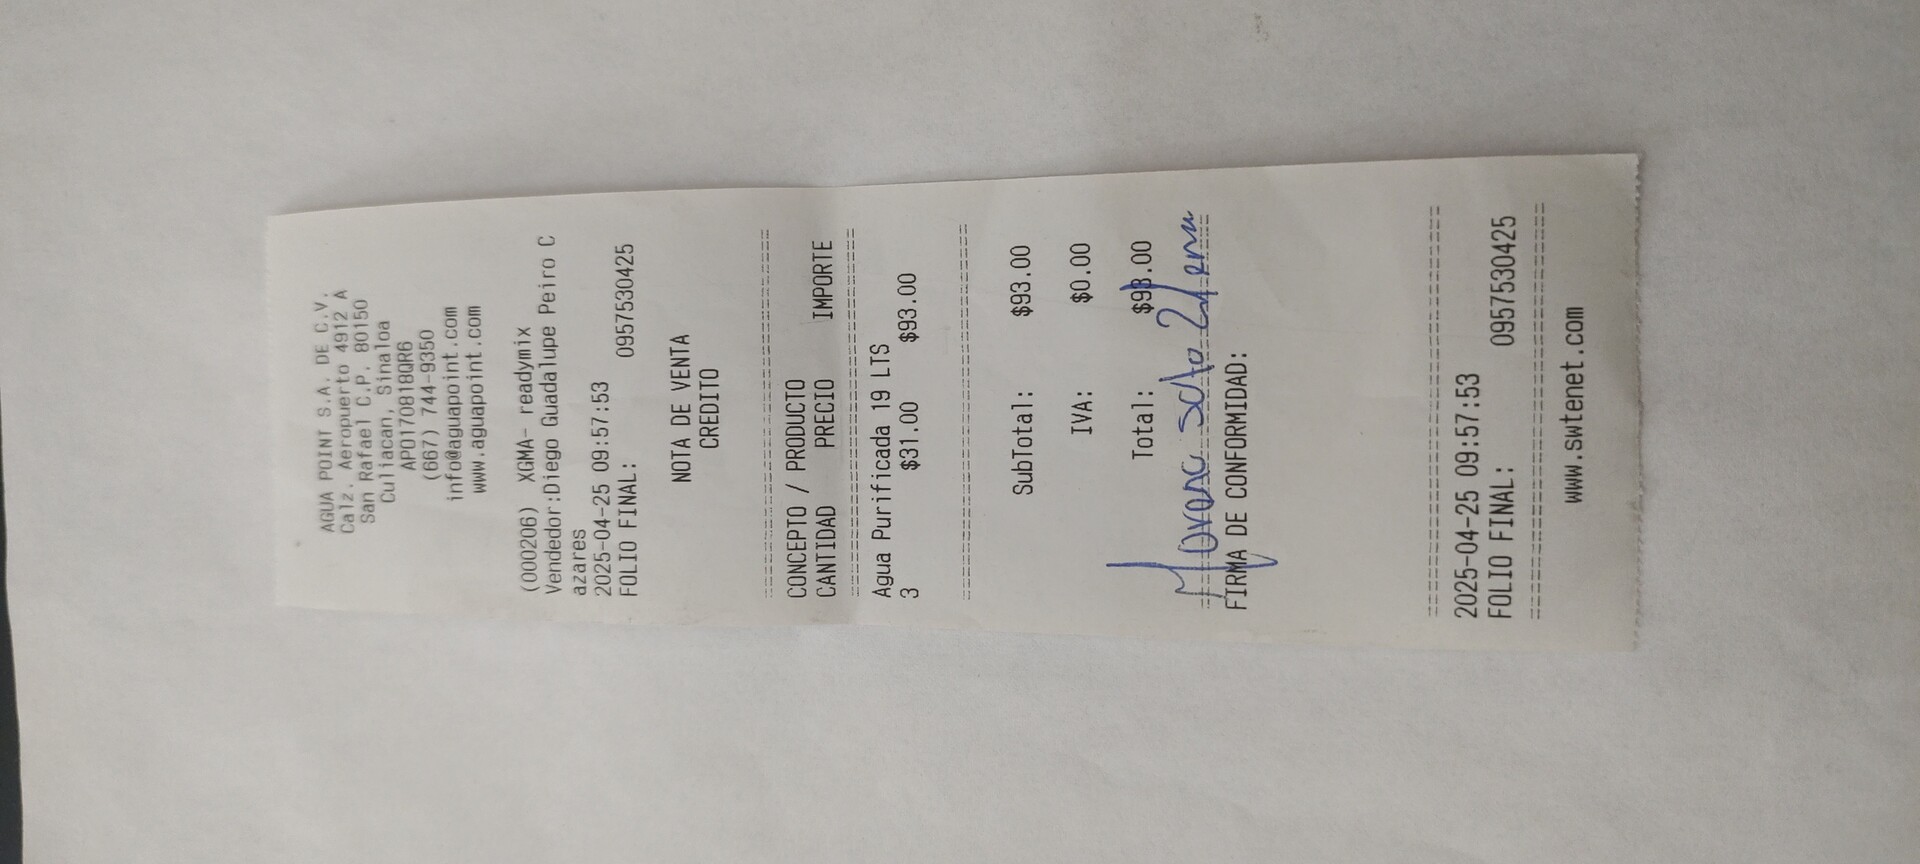 AGUA POINT S.A. DE C.V.
Calz. Aeropuerto 4912 A
San Rafael C.P. 80150
Culiacan, Sinaloa
APO170818QR6
(667) 744-9350
info@aguapoint.com
www.aguapoint.com
(000206) XGMA- readymix
Vendedor:Diego Guadalupe Peiro C
azares
2025-04-25 09:57:53
FOLIO FINAL: 0957530425
NOTA DE VENTA
CREDITO
CONCEPTO / PRODUCTO
CANTIDAD PRECIO IMPORTE
Agua Purificada 19 LTS
3 $31.00 $93.00
SubTotal: $93.00
IVA: $0.00
Total: $93.00
soto
FIRMA DE CONFORMIDAD:
2025-04-25 09:57:53
FOLIO FINAL: 0957530425
www.swtenet.com